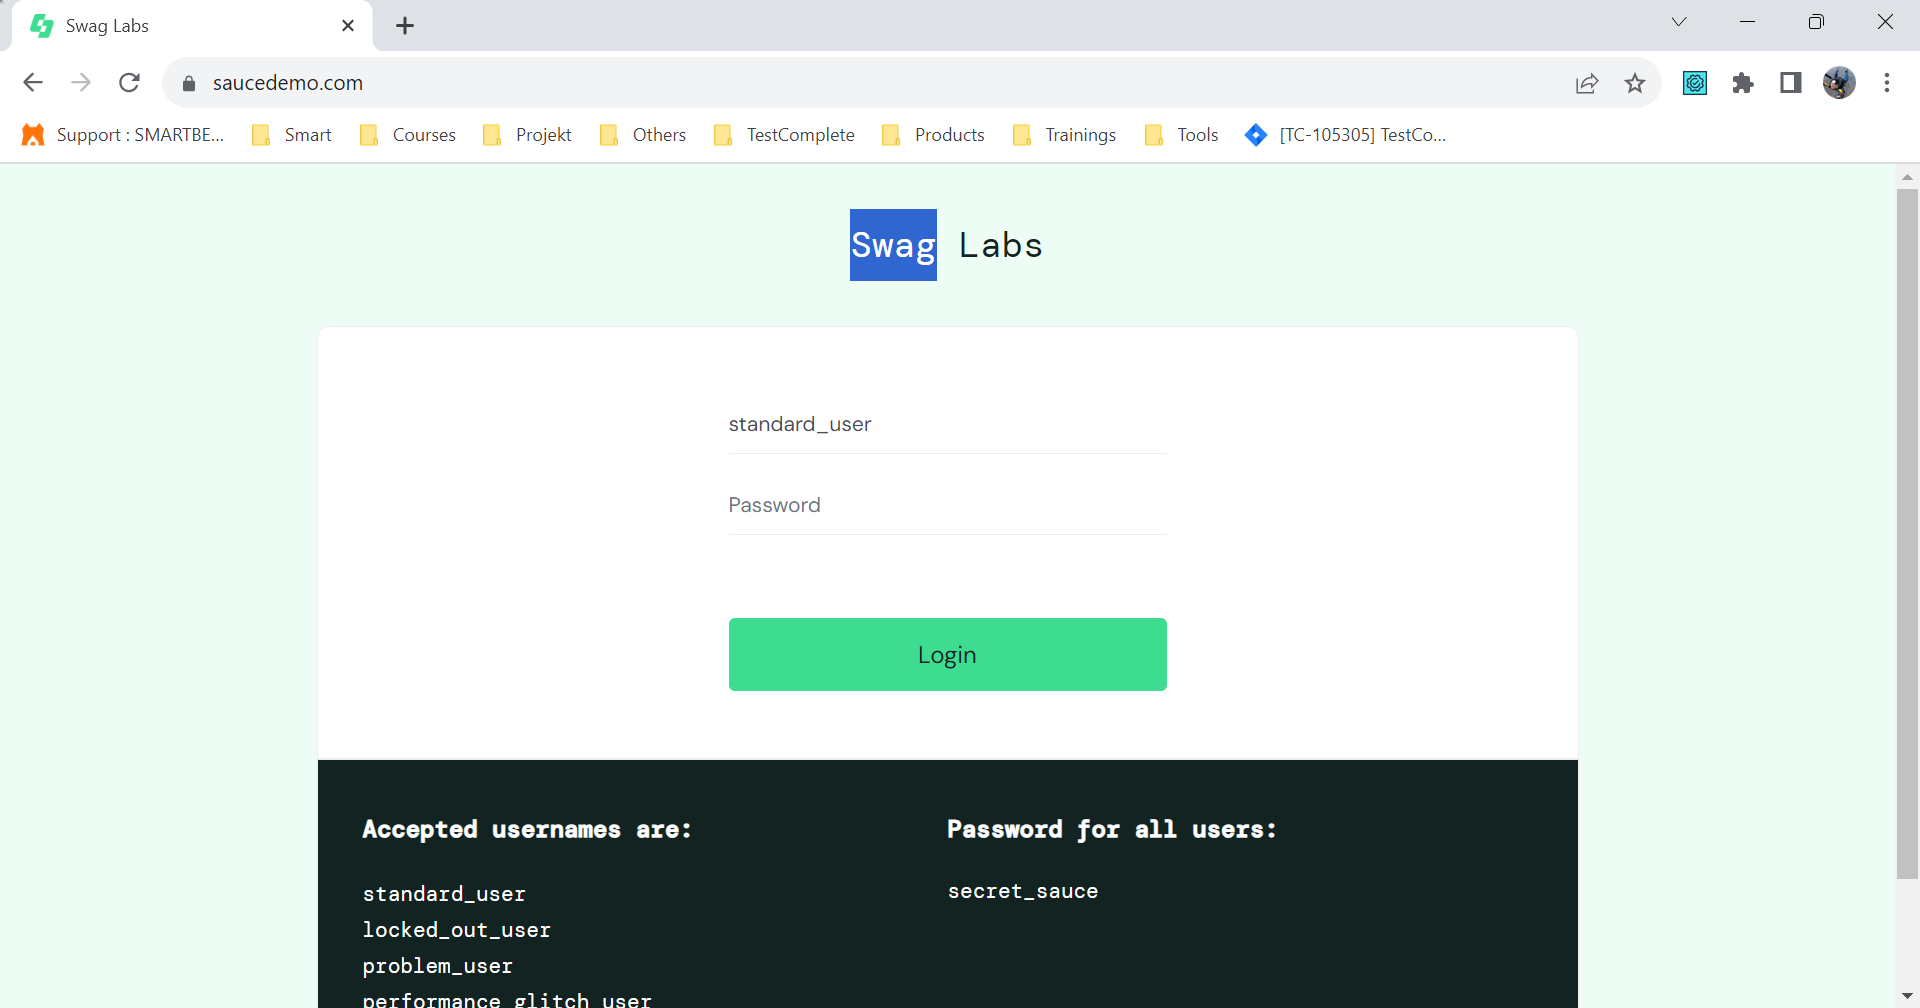 Swag Labs
saucedemo.com
Support : SMARTBE... Smart Courses Projekt Others TestComplete Products Trainings Tools [TC-105305] TestCo...
Swag Labs
standard_user
Password
Login
Accepted usernames are:
standard_user
locked_out_user
problem_user
performance_glitch_user
Password for all users:
secret_sauce